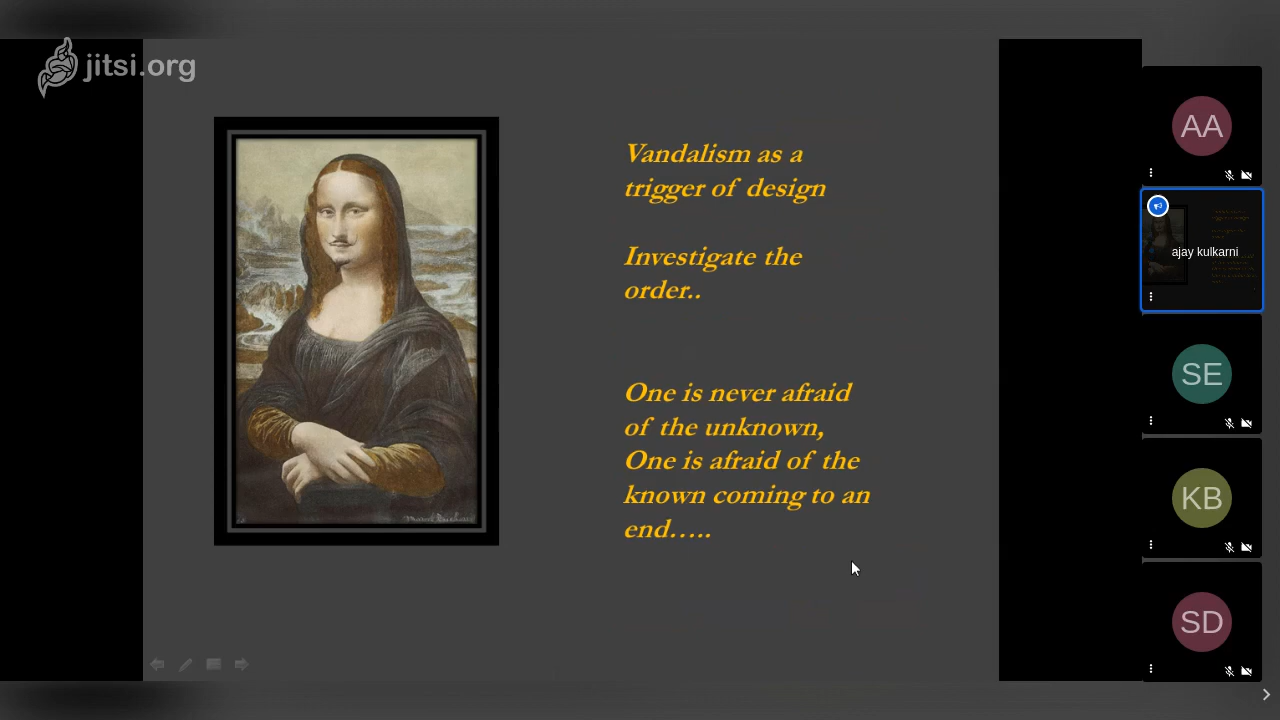 jitsi.org
Vandalism as a
trigger of design
Investigate the
order..
One is never afraid
of the unknown,
One is afraid of the
known coming to an
end.....
AA
ajay kulkarni
SE
KB
SD